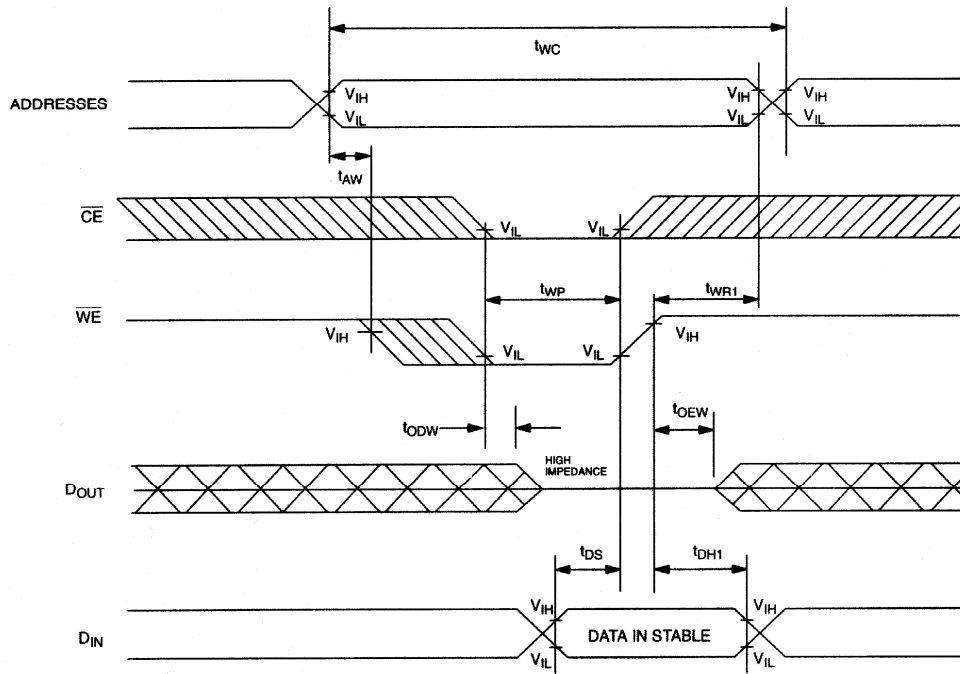 tWC
ADDRESSES
VIH
VIL
VIH
VIL
VIH
VIL
tAW
CE
VIL
VIL
tWP
tWR1
WE
VIH
VIL
VIL
VIH
tODW
tOEW
HIGH
IMPEDANCE
DOUT
tDS
tDH1
DIN
VIH
VIL
DATA IN STABLE
VIH
VIL